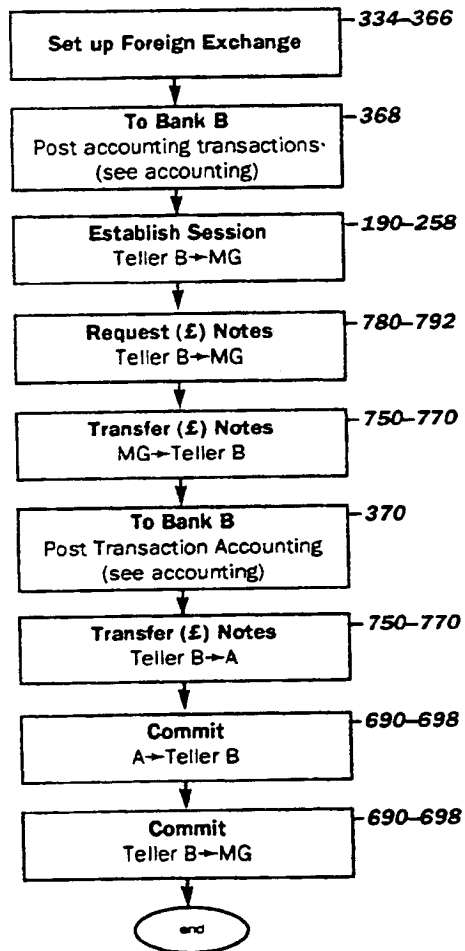 Set up Foreign Exchange
334–366
To Bank B
368
Post accounting transactions·
(see accounting)
Establish Session
190–258
Teller B→MG
Request (£) Notes
780–792
Teller B→MG
Transfer (£) Notes
750–770
MG→Teller B
To Bank B
370
Post Transaction Accounting
(see accounting)
Transfer (£) Notes
750–770
Teller B→A
Commit
690–698
A→Teller B
Commit
690–698
Teller B→MG
end